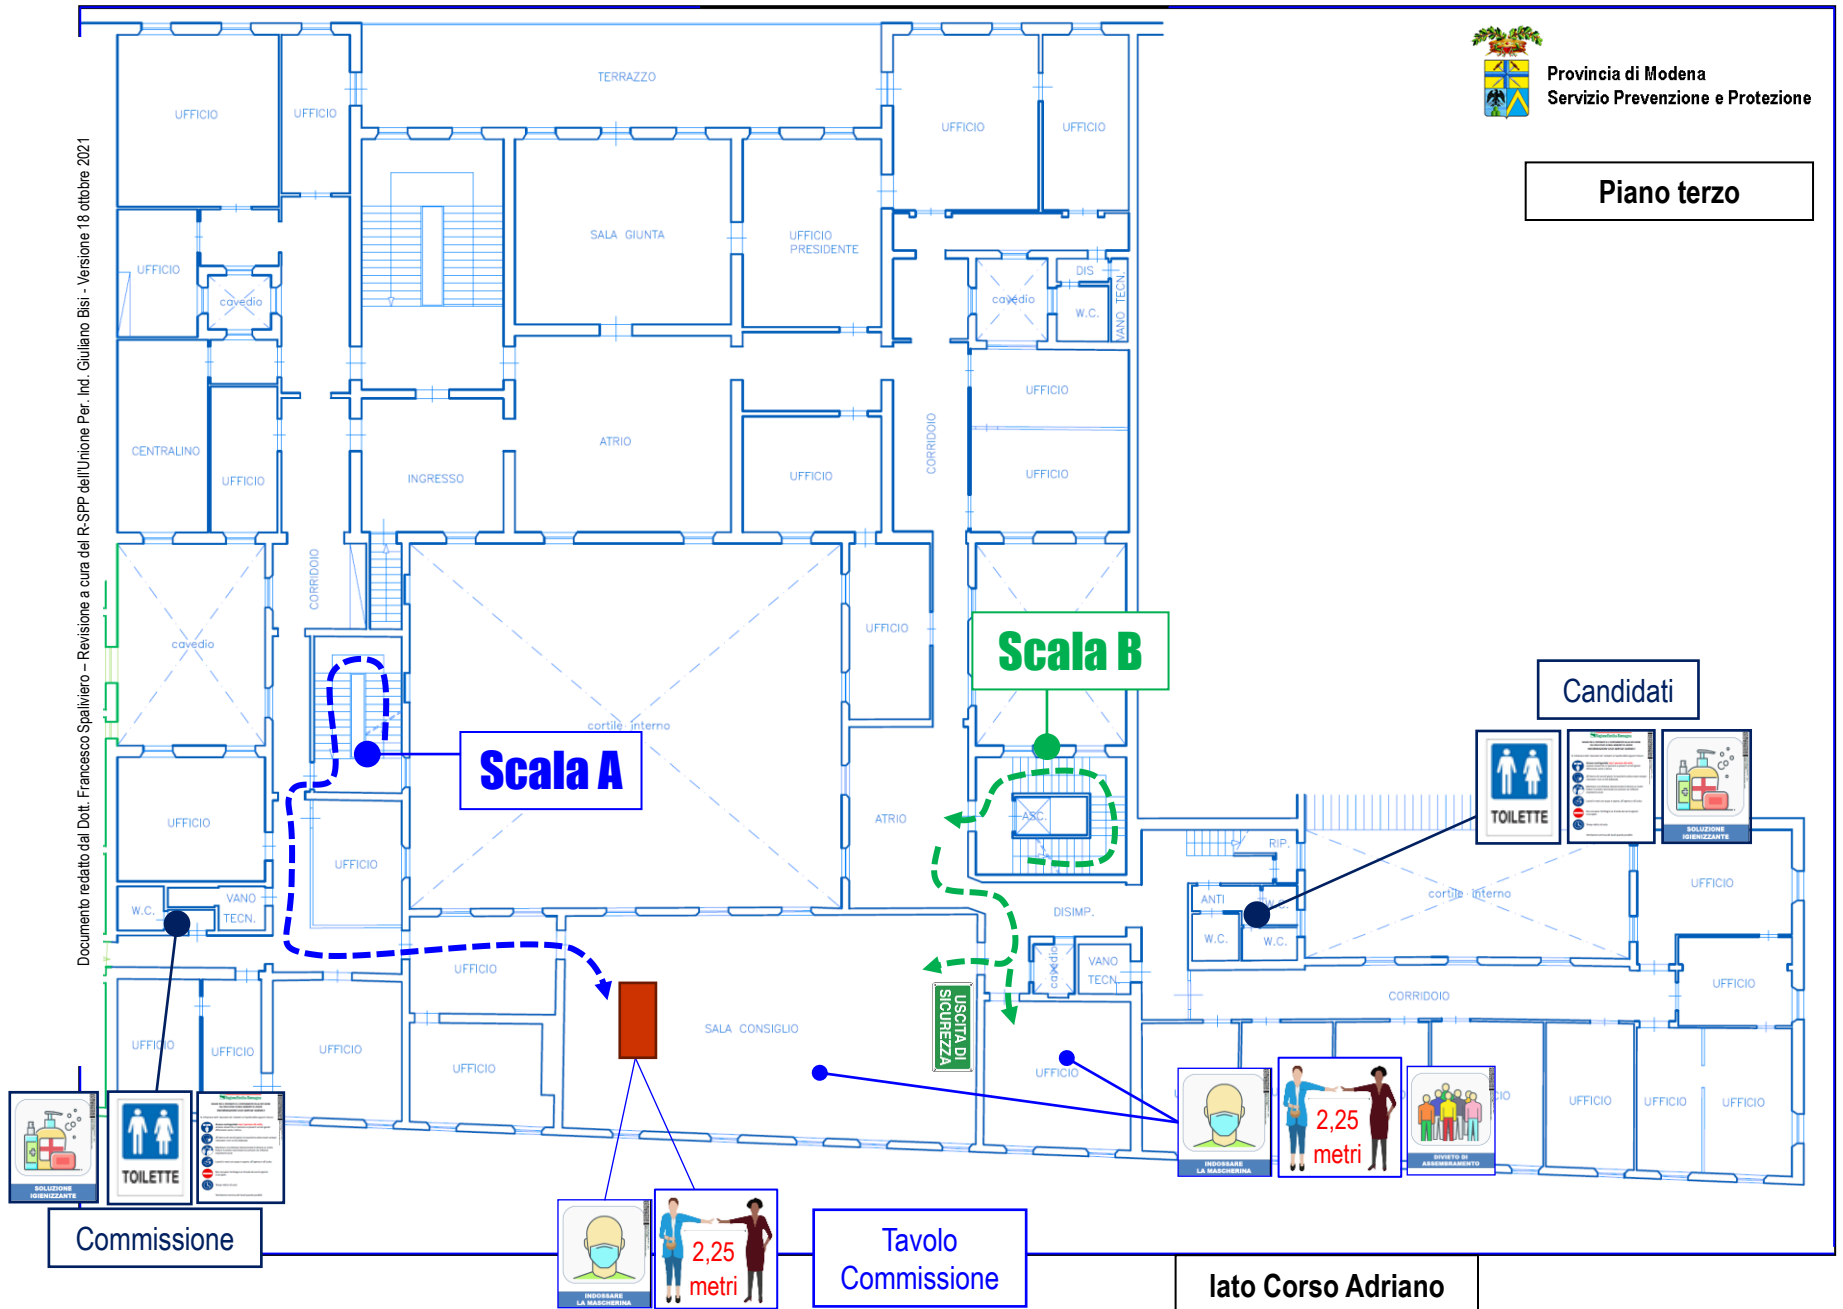 Provincia di Modena
Servizio Prevenzione e Protezione
Piano terzo
Documento redatto dal Dott. Francesco Spalviero – Revisione a cura del R-SPP dell'Unione Per. Ind. Giuliano Bisi - Versione 18 ottobre 2021
TERRAZZO
UFFICIO
UFFICIO
UFFICIO
UFFICIO
SALA GIUNTA
UFFICIO
PRESIDENTE
UFFICIO
cavedio
cavedio
DIS
W.C.
VANO TECN.
UFFICIO
CENTRALINO
UFFICIO
INGRESSO
ATRIO
UFFICIO
CORRIDOIO
UFFICIO
CORRIDOIO
cavedio
UFFICIO
Scala B
cortile interno
Scala A
Candidati
TOILETTE
SOLUZIONE
IGIENIZZANTE
UFFICIO
UFFICIO
ATRIO
ASC.
RIP.
ANTI
W.C.
W.C.
W.C.
cortile interno
UFFICIO
W.C.
VANO
TECN.
DISIMP.
cavedio
VANO
TECN.
UFFICIO
CORRIDOIO
UFFICIO
USCITA DI
SICUREZZA
SALA CONSIGLIO
UFFICIO
UFFICIO
UFFICIO
UFFICIO
UFFICIO
UFFICIO
UFFICIO
UFFICIO
INDOSSARE
LA MASCHERINA
2,25
metri
DIVIETO DI
ASSEMBRAMENTO
SOLUZIONE
IGIENIZZANTE
TOILETTE
Commissione
INDOSSARE
LA MASCHERINA
2,25
metri
Tavolo
Commissione
lato Corso Adriano